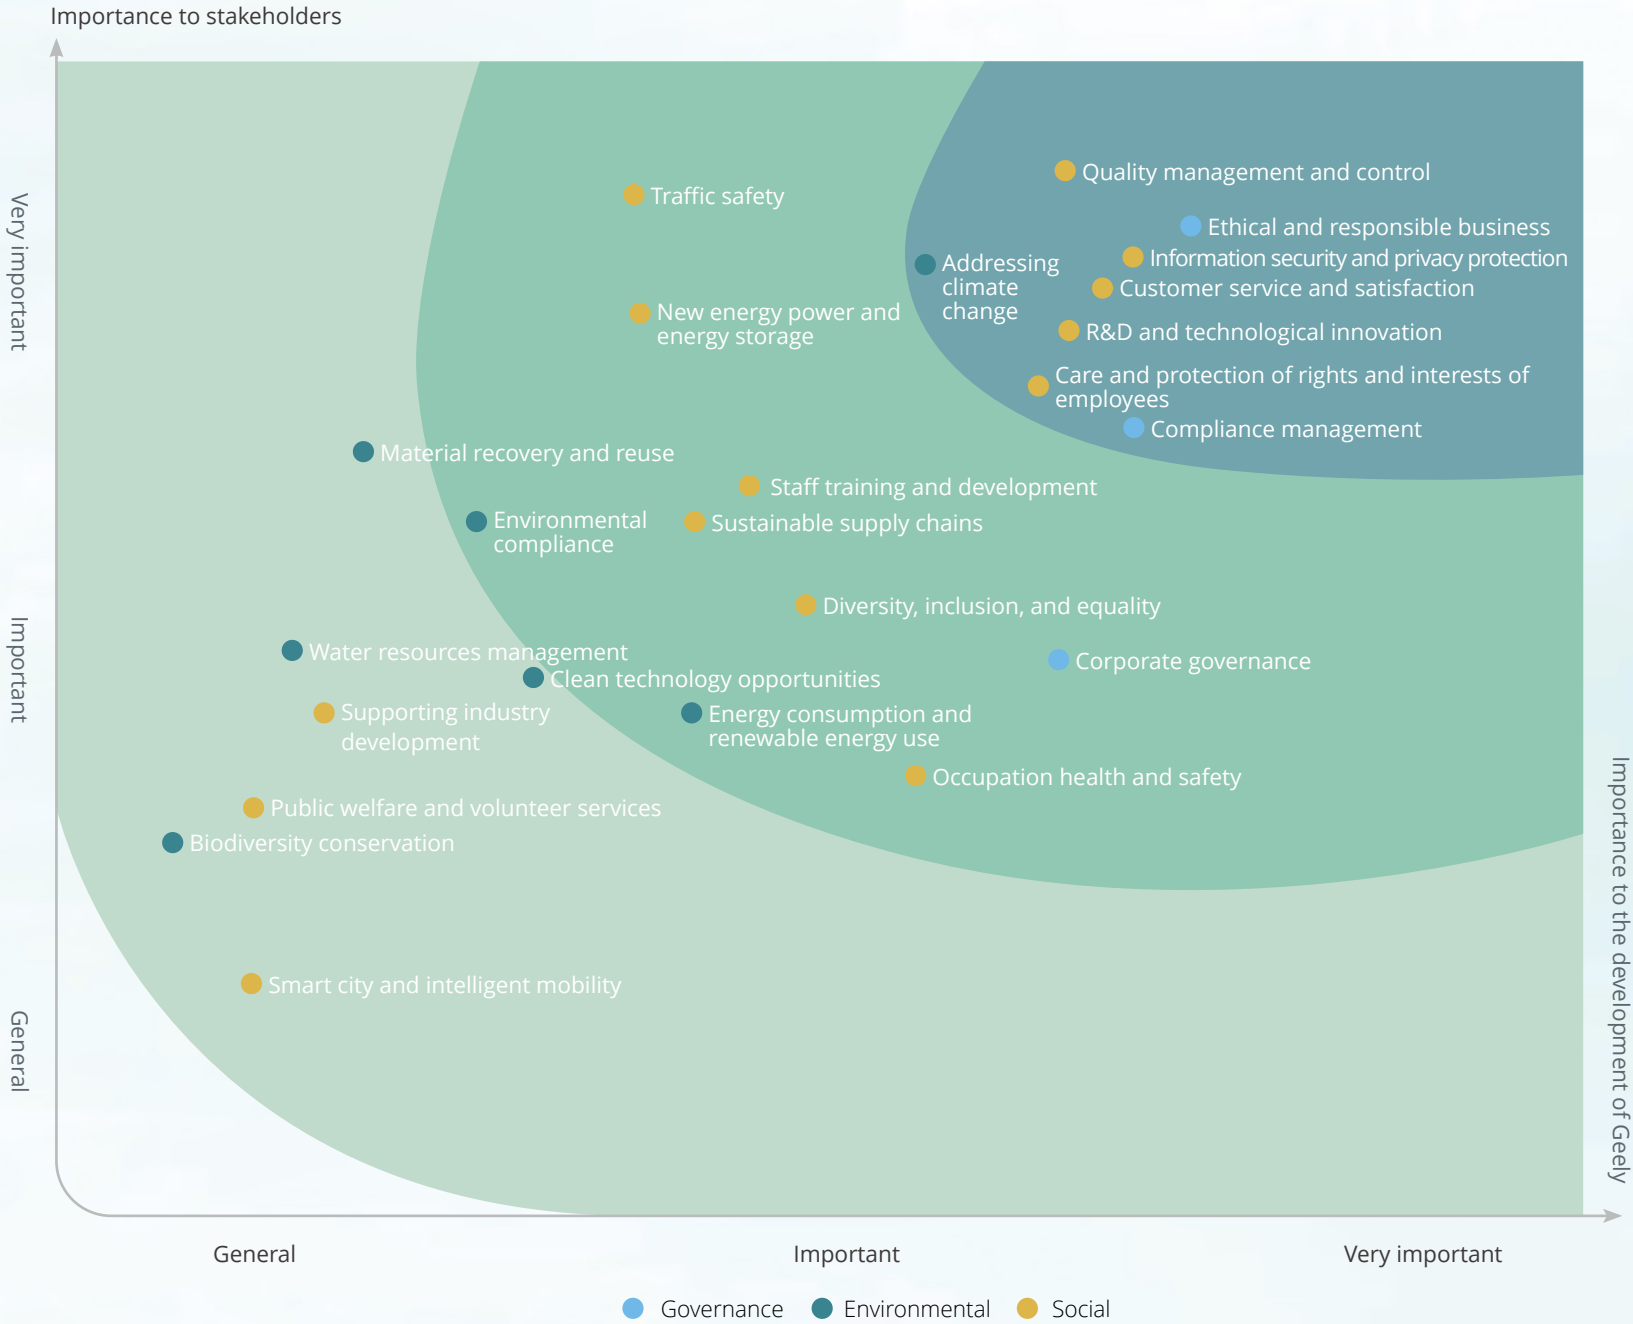 Importance to stakeholders
Very important
Important
General
Quality management and control
Traffic safety
Ethical and responsible business
Information security and privacy protection
Addressing
climate
change
Customer service and satisfaction
New energy power and
energy storage
R&D and technological innovation
Care and protection of rights and interests of
employees
Compliance management
Material recovery and reuse
Staff training and development
Environmental
compliance
Sustainable supply chains
Diversity, inclusion, and equality
Water resources management
Corporate governance
Clean technology opportunities
Supporting industry
development
Energy consumption and
renewable energy use
Occupation health and safety
Public welfare and volunteer services
Biodiversity conservation
Smart city and intelligent mobility
Importance to the development of Geely
General
Important
Very important
Governance
Environmental
Social